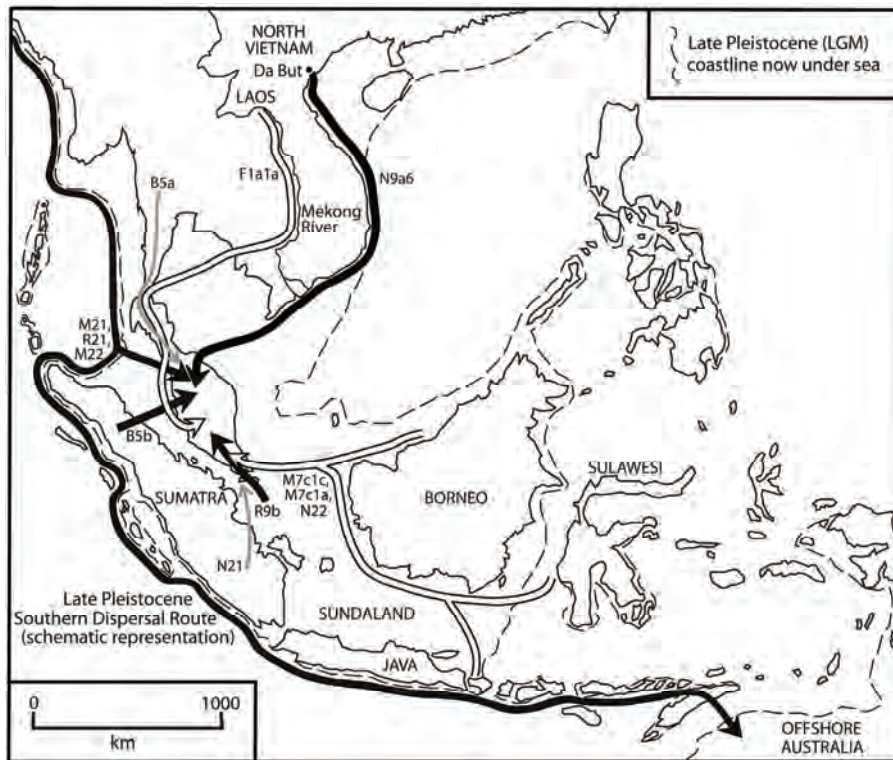 NORTH
VIETNAM
Da But
LAOS
Late Pleistocene (LGM)
coastline now under sea
B5a
F1a1a
N9a6
Mekong
River
M21,
R21,
M22
B5b
SUMATRA
R9b
M7c1c,
M7c1a,
N22
BORNEO
SULAWESI
N21
Late Pleistocene
Southern Dispersal Route
(schematic representation)
SUNDALAND
JAVA
0 1000
km
OFFSHORE
AUSTRALIA